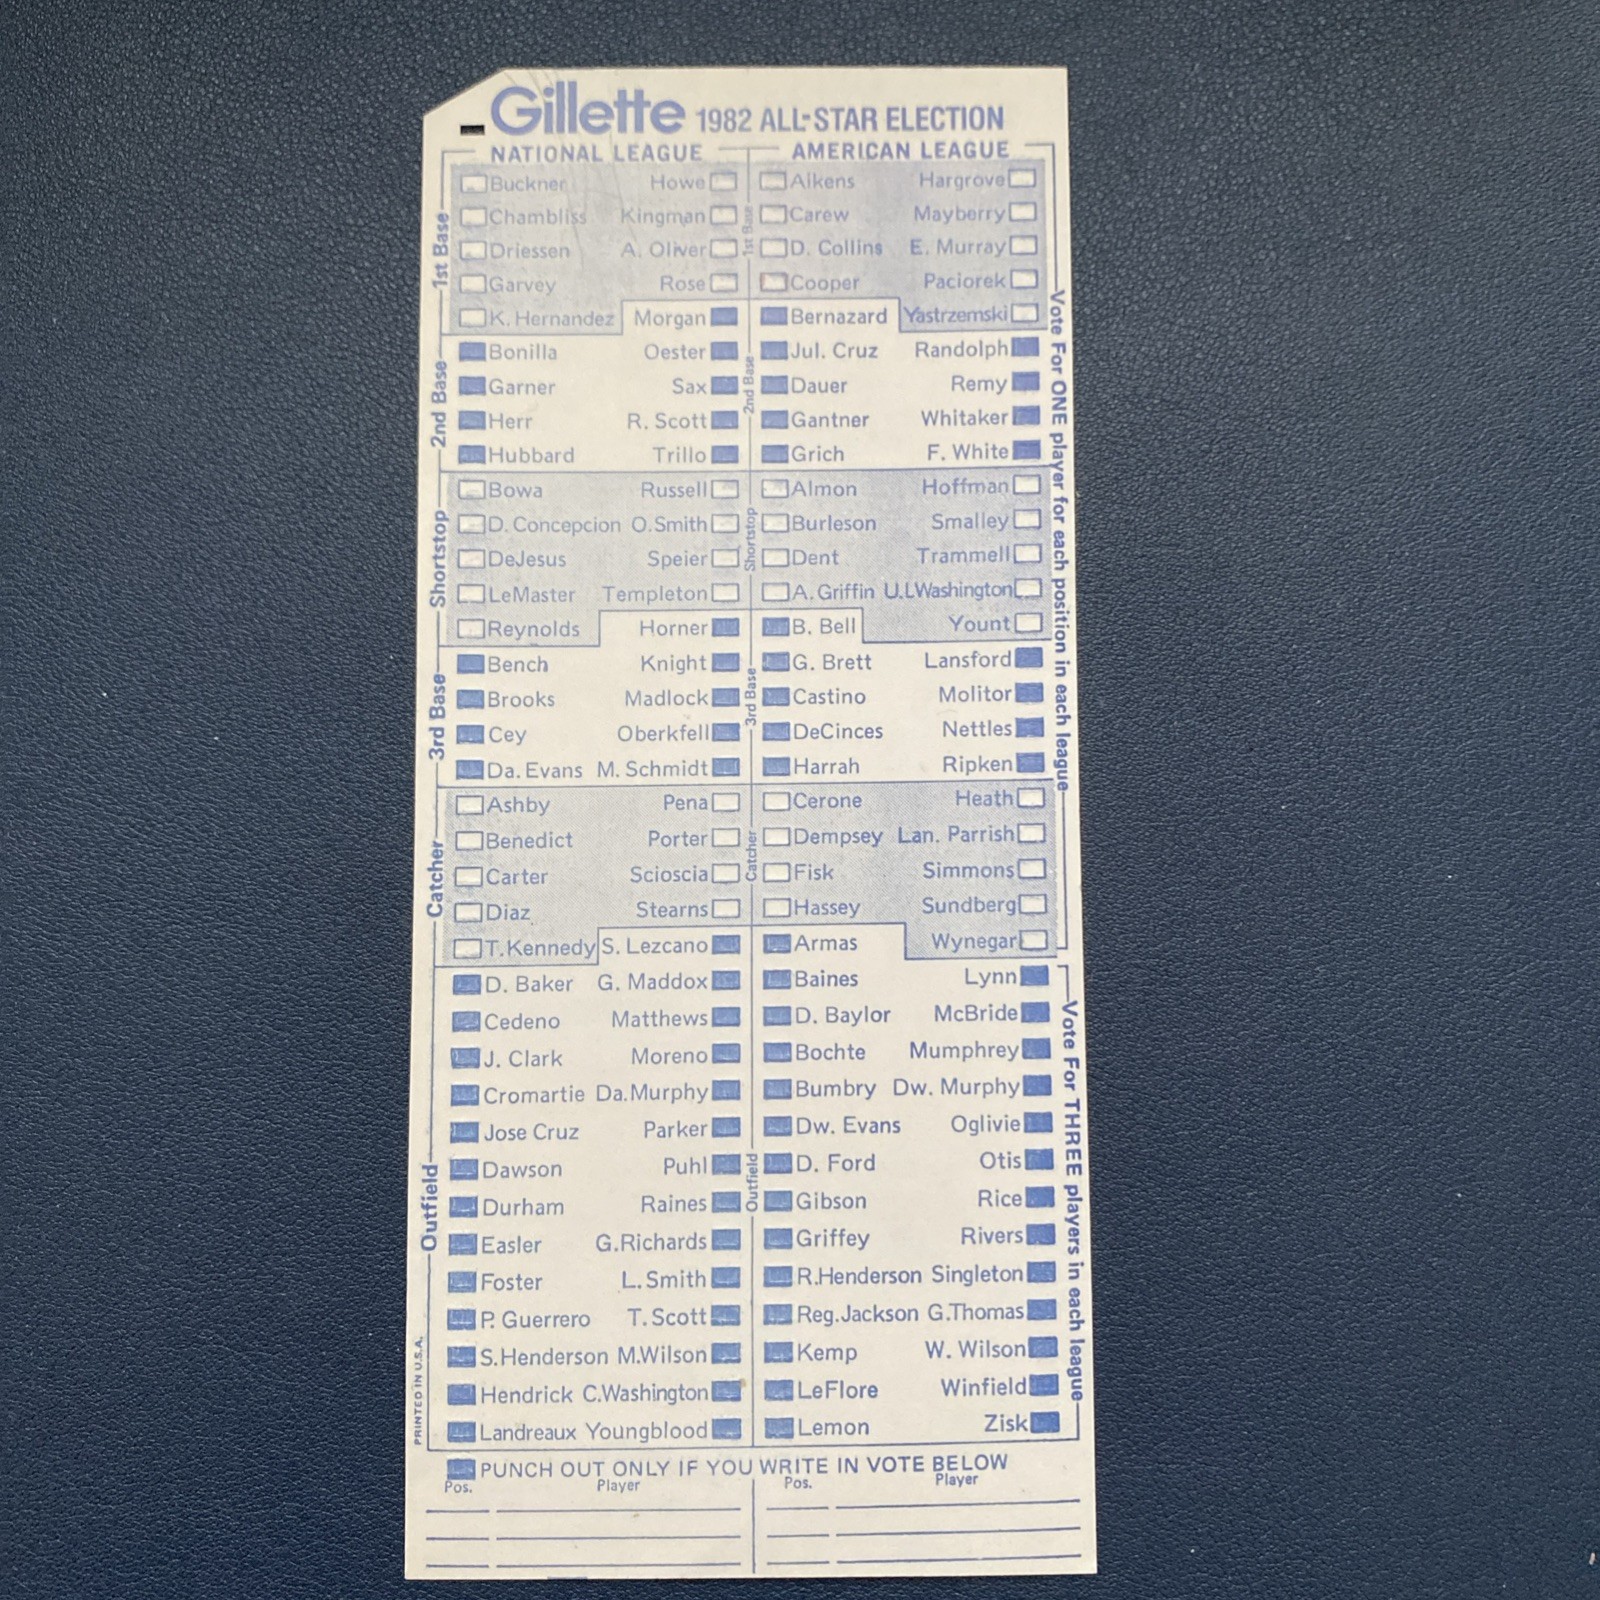 Gillette 1982 ALL-STAR ELECTION
NATIONAL LEAGUE AMERICAN LEAGUE
1st Base
Buckner Howe Aikens Hargrove
Chambliss Kingman Carew Mayberry
Driessen A. Oliver D. Collins E. Murray
Garvey Rose Cooper Paciorek
K. Hernandez Morgan Bernazard Yastrzemski
1st Base
2nd Base
Bonilla Oester Jul. Cruz Randolph
Garner Sax Dauer Remy
Herr R. Scott Gantner Whitaker
Hubbard Trillo Grich F. White
2nd Base
Shortstop
Bowa Russell Almon Hoffman
D. Concepcion O.Smith Burleson Smalley
DeJesus Speier Dent Trammell
LeMaster Templeton A. Griffin U.L.Washington
Reynolds Horner B. Bell Yount
Shortstop
3rd Base
Bench Knight G. Brett Lansford
Brooks Madlock Castino Molitor
Cey Oberkfell DeCinces Nettles
Da. Evans M. Schmidt Harrah Ripken
3rd Base
Catcher
Ashby Pena Cerone Heath
Benedict Porter Dempsey Lan. Parrish
Carter Scioscia Fisk Simmons
Diaz Stearns Hassey Sundberg
T. Kennedy S. Lezcano Armas Wynegar
Catcher
Vote For ONE player for each position in each league
Outfield
D. Baker G. Maddox Baines Lynn
Cedeno Matthews D. Baylor McBride
J. Clark Moreno Bochte Mumphrey
Cromartie Da.Murphy Bumbry Dw. Murphy
Jose Cruz Parker Dw. Evans Oglivie
Dawson Puhl D. Ford Otis
Durham Raines Gibson Rice
Easler G.Richards Griffey Rivers
Foster L. Smith R.Henderson Singleton
P. Guerrero T. Scott Reg.Jackson G.Thomas
S.Henderson M.Wilson Kemp W. Wilson
Hendrick C.Washington LeFlore Winfield
Landreaux Youngblood Lemon Zisk
Outfield
Vote For THREE players in each league
PRINTED IN U.S.A.
PUNCH OUT ONLY IF YOU WRITE IN VOTE BELOW
Pos. Player Pos. Player